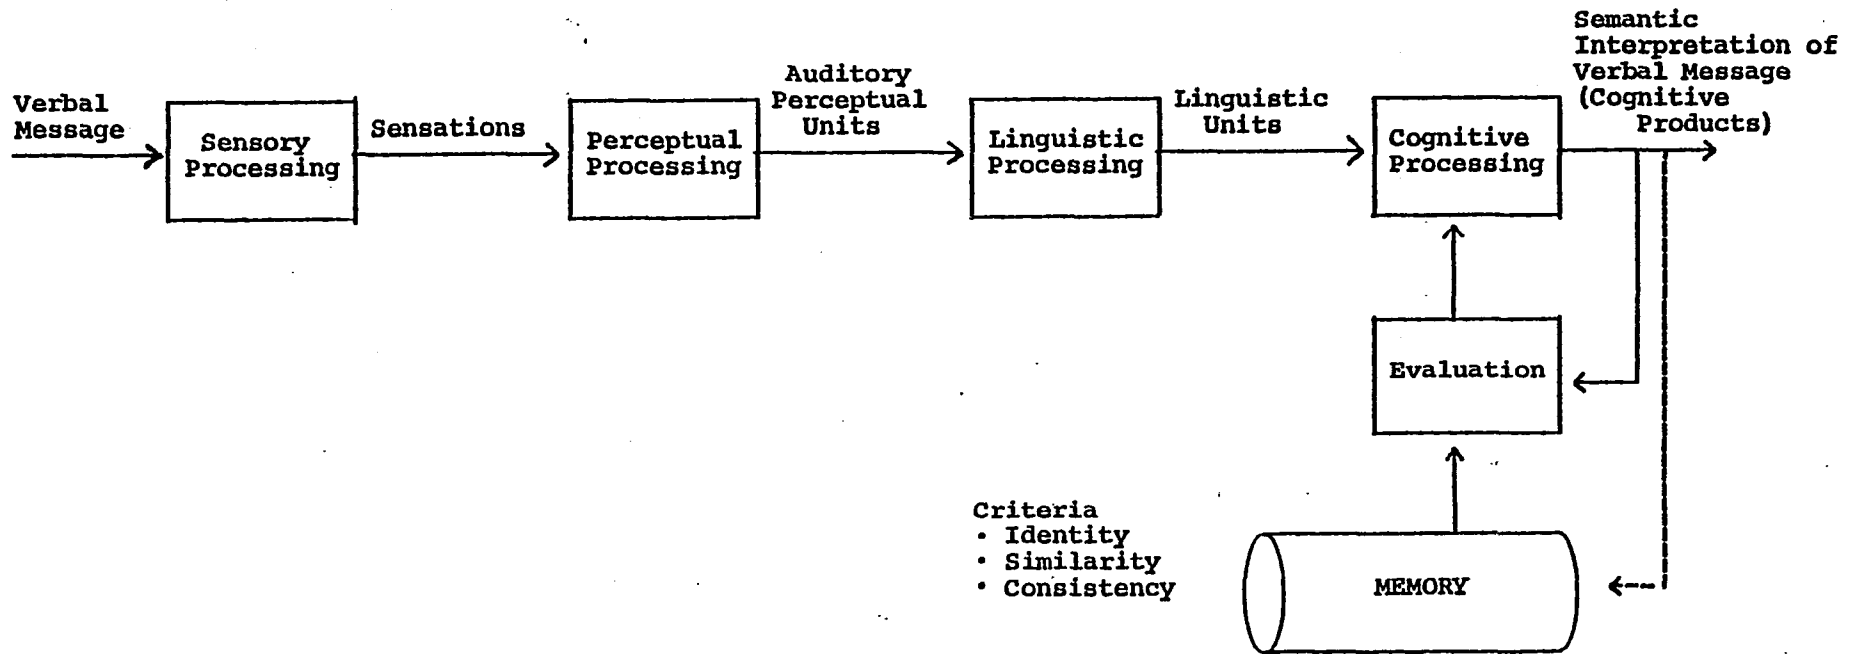 Verbal
Message
Sensory
Processing
Sensations
Perceptual
Processing
Auditory
Perceptual
Units
Linguistic
Processing
Linguistic
Units
Cognitive
Processing
Semantic
Interpretation of
Verbal Message
(Cognitive
Products)
Evaluation
Criteria
• Identity
• Similarity
• Consistency
MEMORY